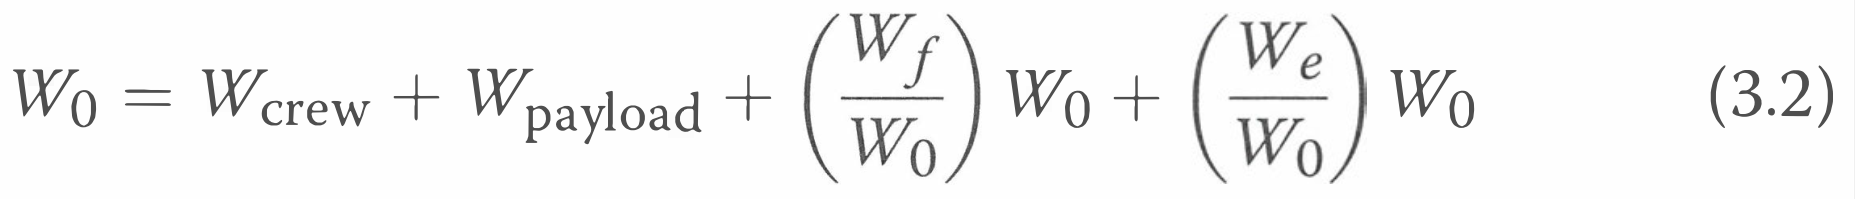 W_0 = W_crew + W_payload + (W_f / W_0) W_0 + (W_e / W_0) W_0 (3.2)